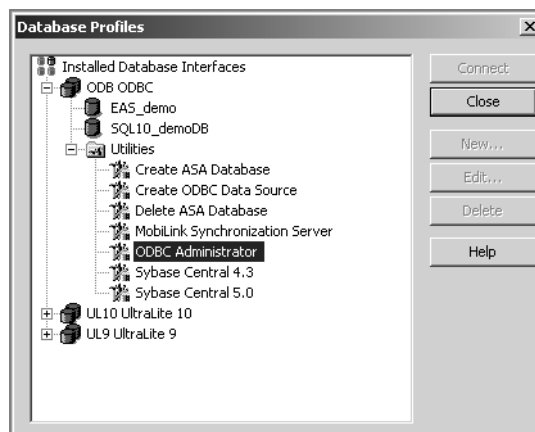 Database Profiles
Installed Database Interfaces
ODB ODBC
EAS_demo
SQL10_demoDB
Utilities
Create ASA Database
Create ODBC Data Source
Delete ASA Database
MobiLink Synchronization Server
ODBC Administrator
Sybase Central 4.3
Sybase Central 5.0
UL10 UltraLite 10
UL9 UltraLite 9
Connect
Close
New...
Edit...
Delete
Help